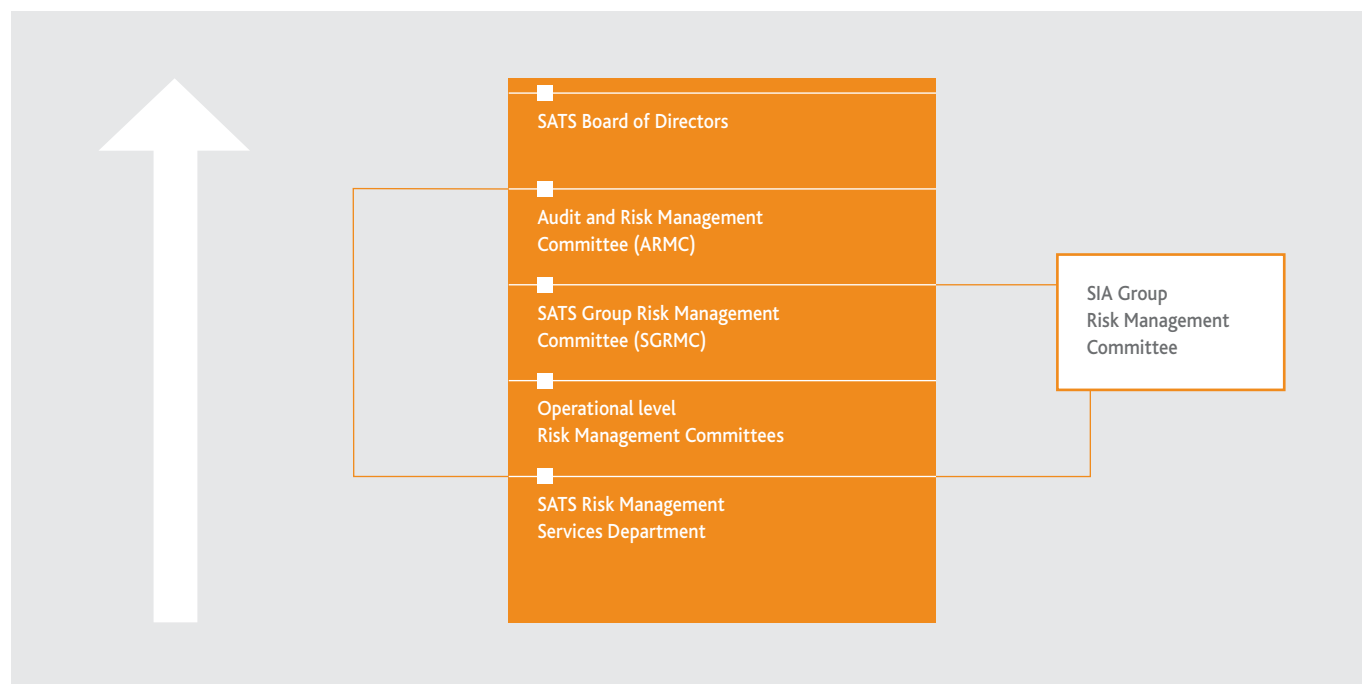 SATS Board of Directors
Audit and Risk Management
Committee (ARMC)
SATS Group Risk Management
Committee (SGRMC)
Operational level
Risk Management Committees
SATS Risk Management
Services Department
SIA Group
Risk Management
Committee